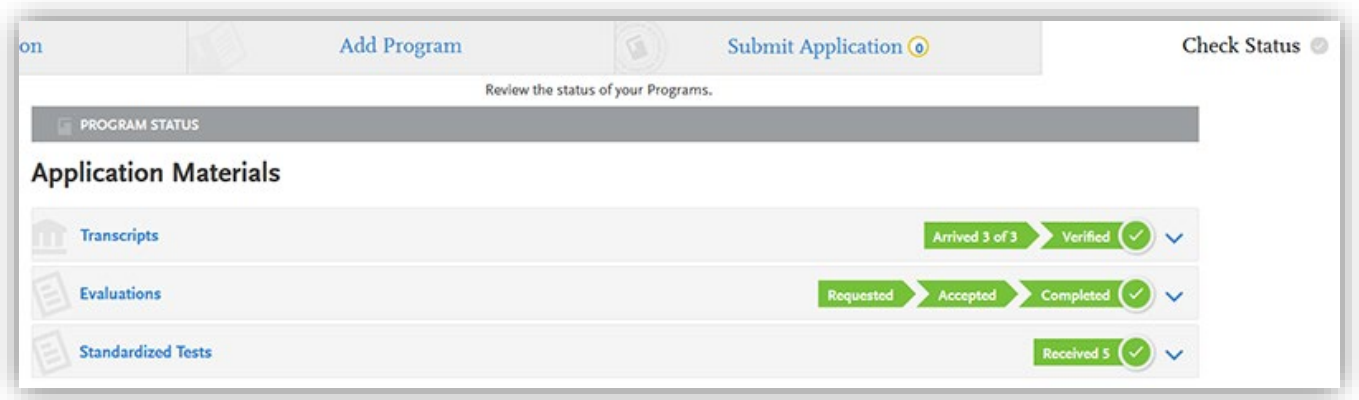 on Add Program Submit Application 0 Check Status
Review the status of your Programs.
PROGRAM STATUS
Application Materials
Transcripts Arrived 3 of 3 Verified
Evaluations Requested Accepted Completed
Standardized Tests Received 5